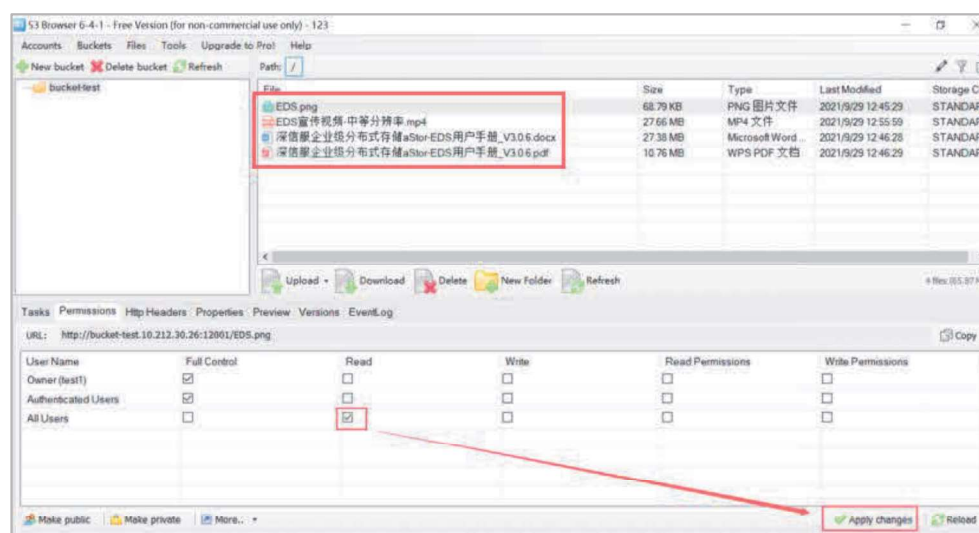 S3 Browser 6-4-1 - Free Version (for non-commercial use only) - 123
Accounts Buckets Files Tools Upgrade to Pro! Help
New bucket Delete bucket Refresh Path: /
bucket-test
File Size Type Last Modified Storage C
EDS.png 68.79 KB PNG 图片文件 2021/9/29 12:45:29 STANDAR
EDS宣传视频-中等分辨率.mp4 27.66 MB MP4 文件 2021/9/29 12:55:59 STANDAR
深信服企业级分布式存储aStor-EDS用户手册_V3.0.6.docx 27.38 MB Microsoft Word... 2021/9/29 12:46:28 STANDAR
深信服企业级分布式存储aStor-EDS用户手册_V3.0.6.pdf 10.76 MB WPS PDF 文档 2021/9/29 12:46:29 STANDAR
Upload Download Delete New Folder Refresh 4 files (65.87
Tasks Permissions Http Headers Properties Preview Versions EventLog
URL: http://bucket-test.10.212.30.26:12001/EDS.png Copy
User Name Full Control Read Write Read Permissions Write Permissions
Owner (test1)
Authenticated Users
All Users
Make public Make private More... Apply changes Reload